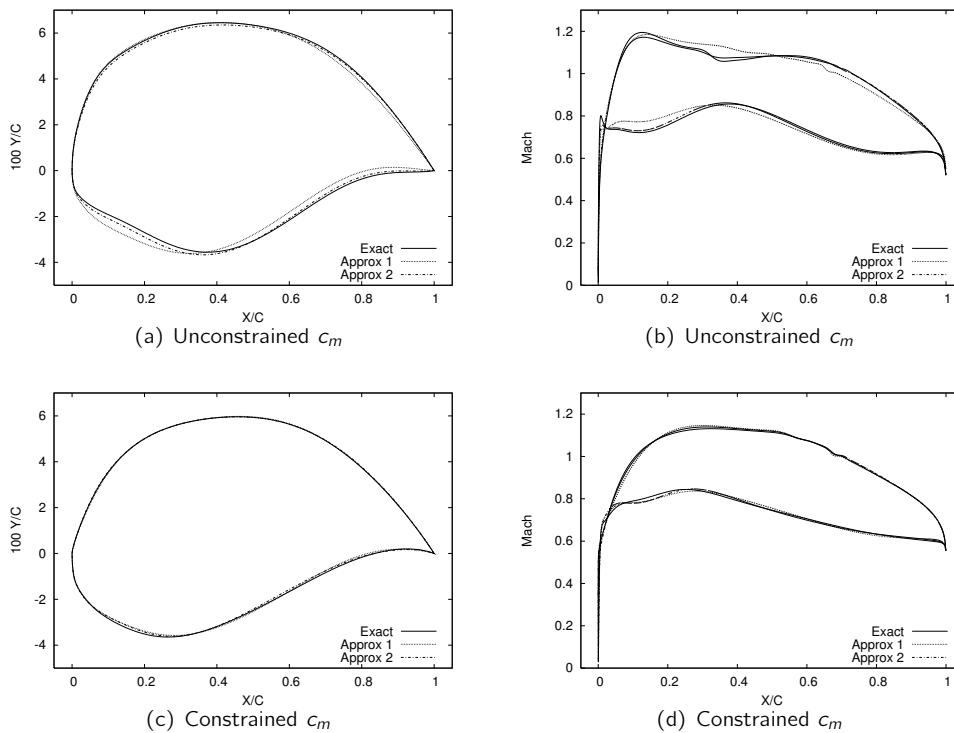 6
4
2
0
-2
-4
100 Y/C
0
0.2
0.4
0.6
0.8
1
X/C
Exact
Approx 1
Approx 2
(a) Unconstrained cm
1.2
1
0.8
0.6
0.4
0.2
0
Mach
0
0.2
0.4
0.6
0.8
1
X/C
Exact
Approx 1
Approx 2
(b) Unconstrained cm
6
4
2
0
-2
-4
100 Y/C
0
0.2
0.4
0.6
0.8
1
X/C
Exact
Approx 1
Approx 2
(c) Constrained cm
1.2
1
0.8
0.6
0.4
0.2
0
Mach
0
0.2
0.4
0.6
0.8
1
X/C
Exact
Approx 1
Approx 2
(d) Constrained cm